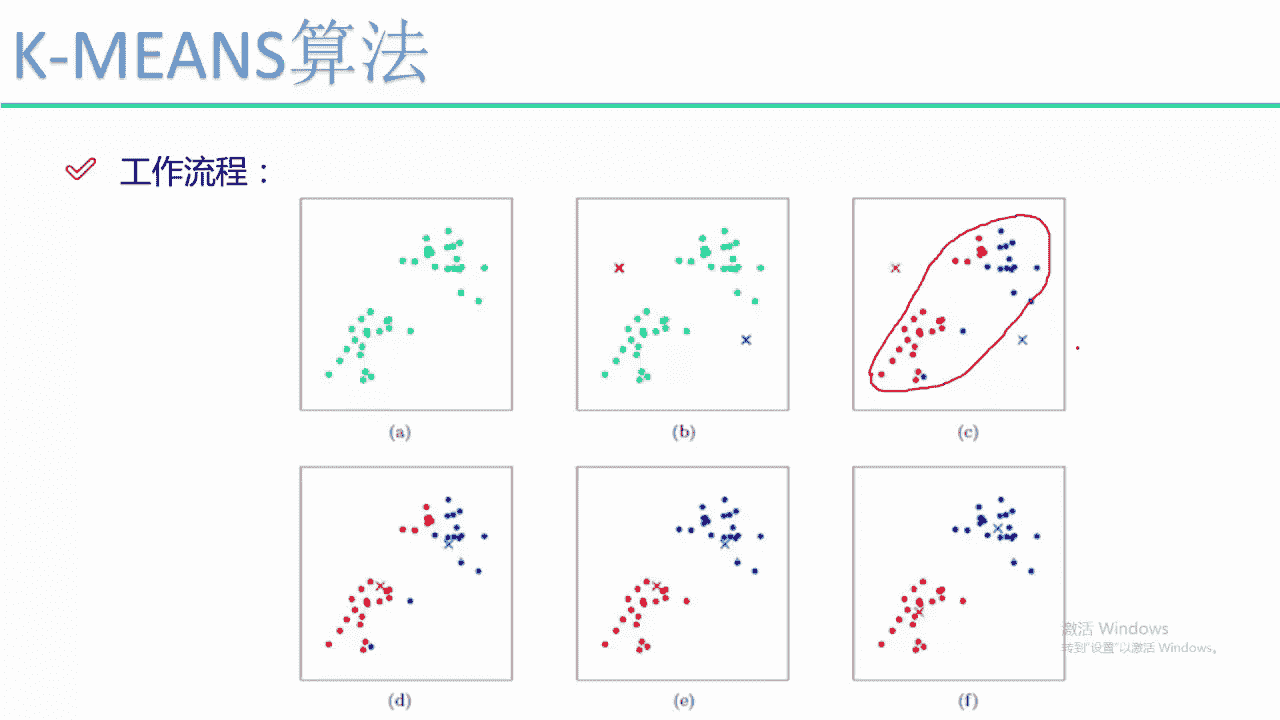 K-MEANS算法
工作流程：
(a)
(b)
(c)
(d)
(e)
(f)
激活 Windows
转到"设置"以激活 Windows。